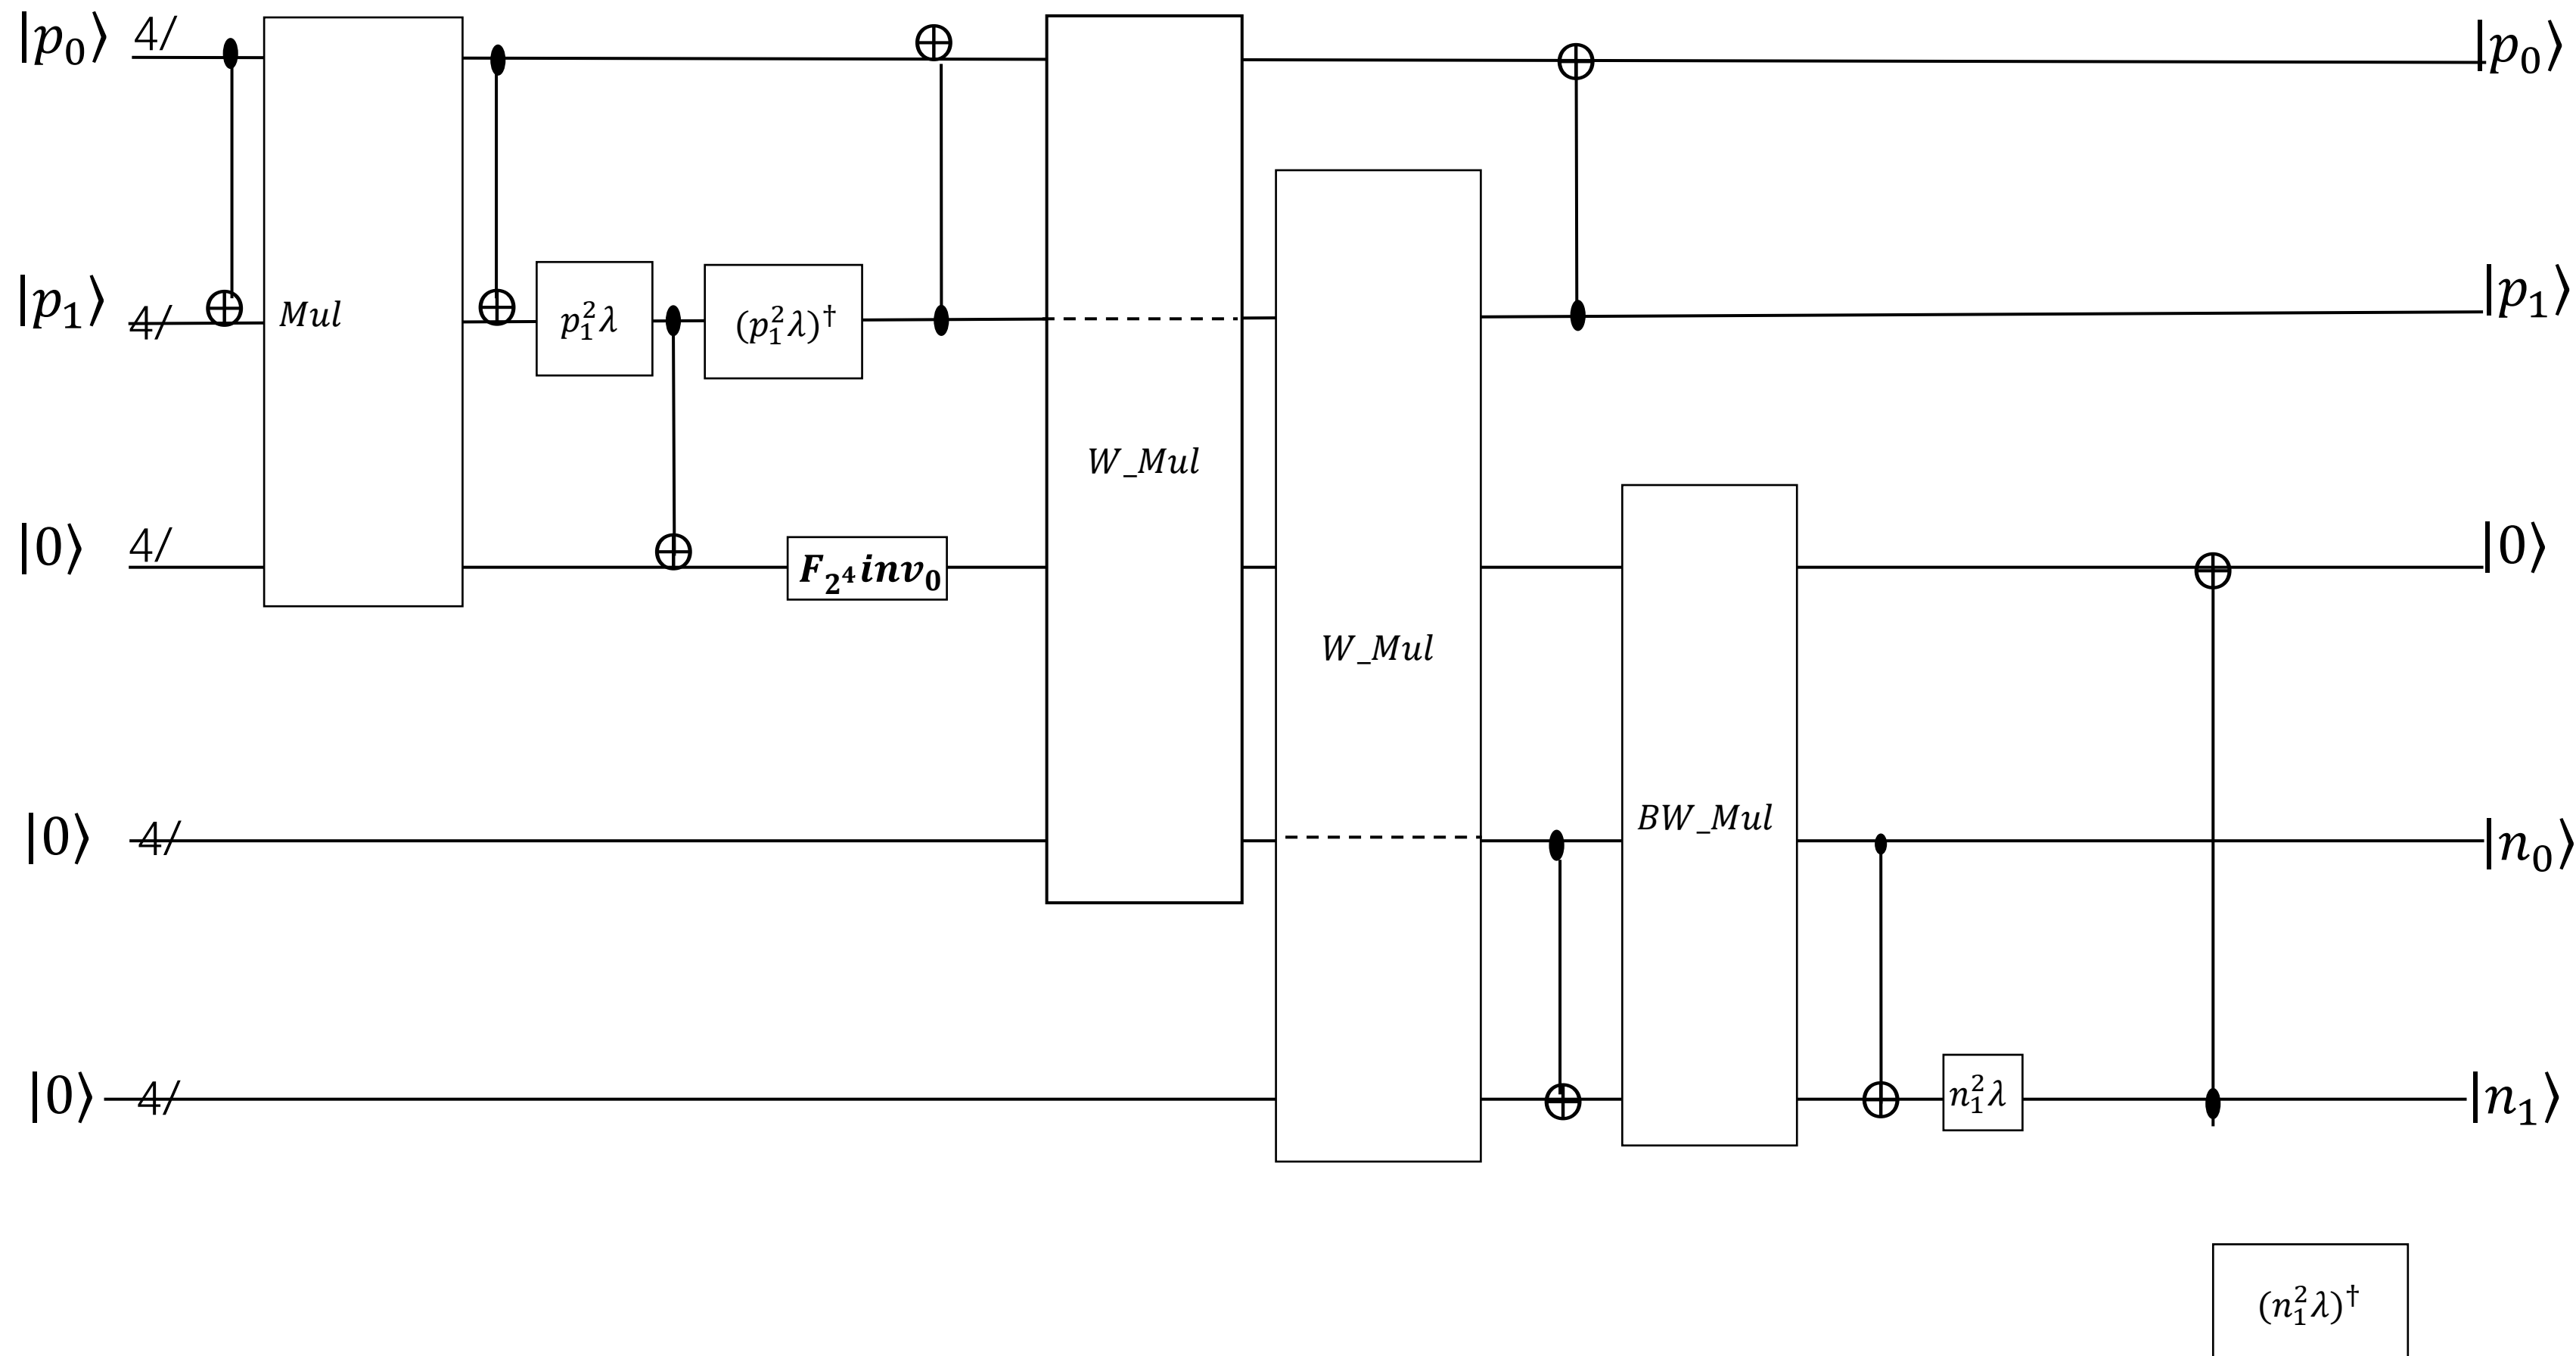 |p₀⟩ 4/ |p₀⟩
|p₁⟩ 4/ Mul p₁²λ (p₁²λ)† |p₁⟩
W_Mul
|0⟩ 4/ F₂⁴inv₀ |0⟩
W_Mul
|0⟩ 4/ BW_Mul |n₀⟩
|0⟩ 4/ n₁²λ |n₁⟩
(n₁²λ)†